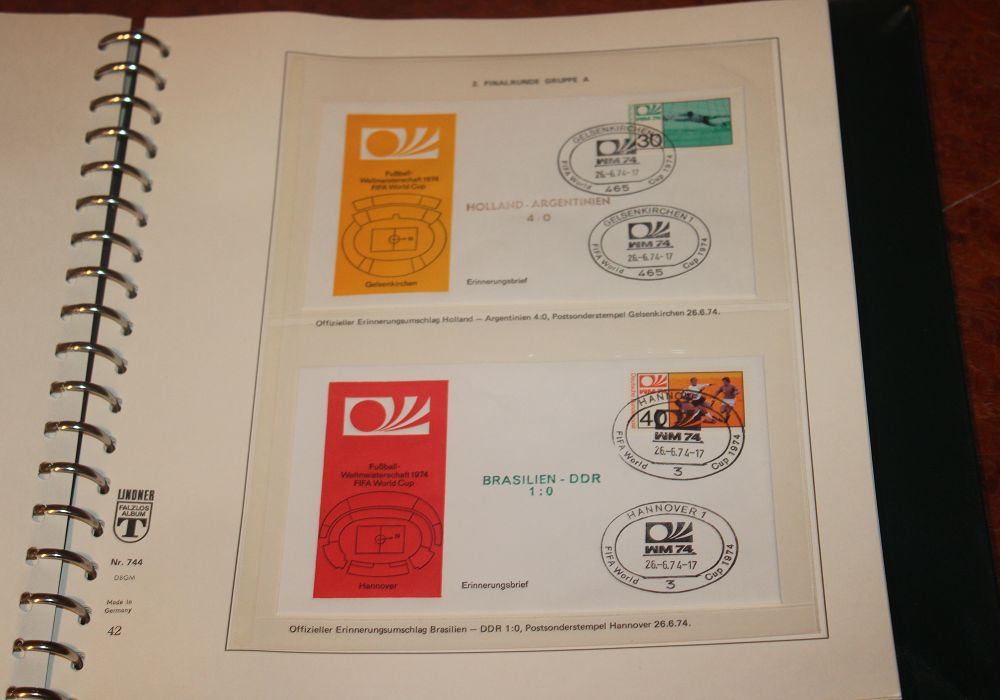 2. FINALRUNDE GRUPPE A
Fußball-
Weltmeisterschaft 1974
FIFA World Cup
Gelsenkirchen
HOLLAND - ARGENTINIEN
4:0
Erinnerungsbrief
WM 74
30
GELSENKIRCHEN 1
WM 74
26.-6.74-17
FIFA World Cup 1974
465
GELSENKIRCHEN 1
WM 74
26.-6.74-17
FIFA World Cup 1974
465
Offizieller Erinnerungsumschlag Holland — Argentinien 4:0, Postsonderstempel Gelsenkirchen 26.6.74.
Fußball-
Weltmeisterschaft 1974
FIFA World Cup
Hannover
BRASILIEN - DDR
1:0
Erinnerungsbrief
40
HANNOVER 1
WM 74
26.-6.74-17
FIFA World Cup 1974
3
HANNOVER 1
WM 74
26.-6.74-17
FIFA World Cup 1974
3
Offizieller Erinnerungsumschlag Brasilien — DDR 1:0, Postsonderstempel Hannover 26.6.74.
LINDNER
FALZLOS
ALBUM
T
Nr. 744
DBGM
Made in
Germany
42